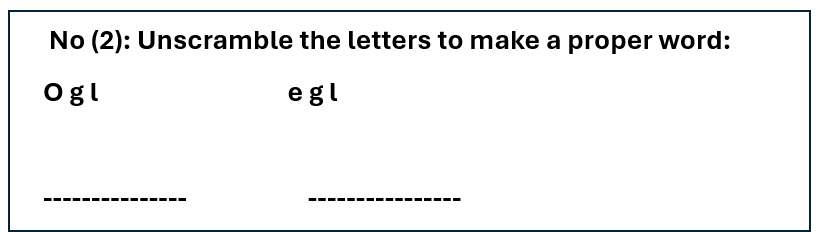 No (2): Unscramble the letters to make a proper word:
O g l e g l
--------------- ----------------